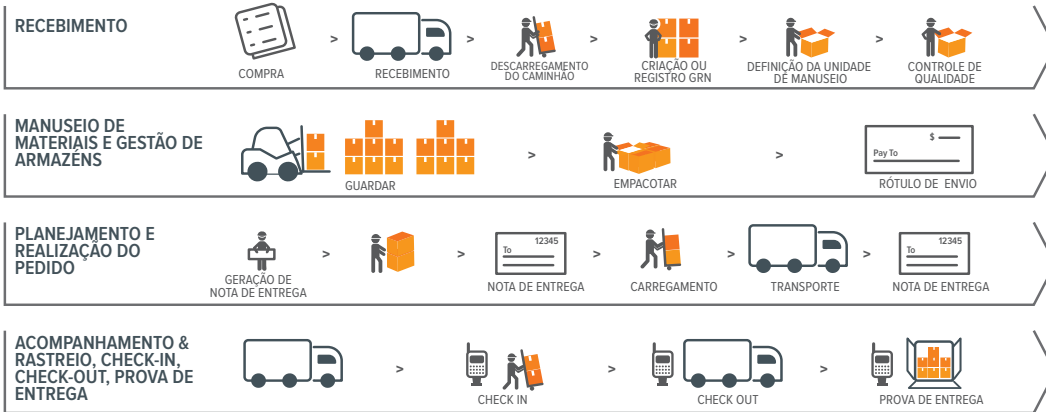 RECEBIMENTO
COMPRA
>
RECEBIMENTO
>
DESCARREGAMENTO
DO CAMINHÃO
>
CRIAÇÃO OU
REGISTRO GRN
>
DEFINIÇÃO DA UNIDADE
DE MANUSEIO
>
CONTROLE DE
QUALIDADE
MANUSEIO DE
MATERIAIS E GESTÃO DE
ARMAZÉNS
GUARDAR
>
EMPACOTAR
>
$
Pay To
RÓTULO DE ENVIO
PLANEJAMENTO E
REALIZAÇÃO DO
PEDIDO
GERAÇÃO DE
NOTA DE ENTREGA
>
>
12345
To
NOTA DE ENTREGA
>
CARREGAMENTO
>
TRANSPORTE
>
12345
To
NOTA DE ENTREGA
ACOMPANHAMENTO &
RASTREIO, CHECK-IN,
CHECK-OUT, PROVA DE
ENTREGA
>
CHECK IN
>
CHECK OUT
>
PROVA DE ENTREGA